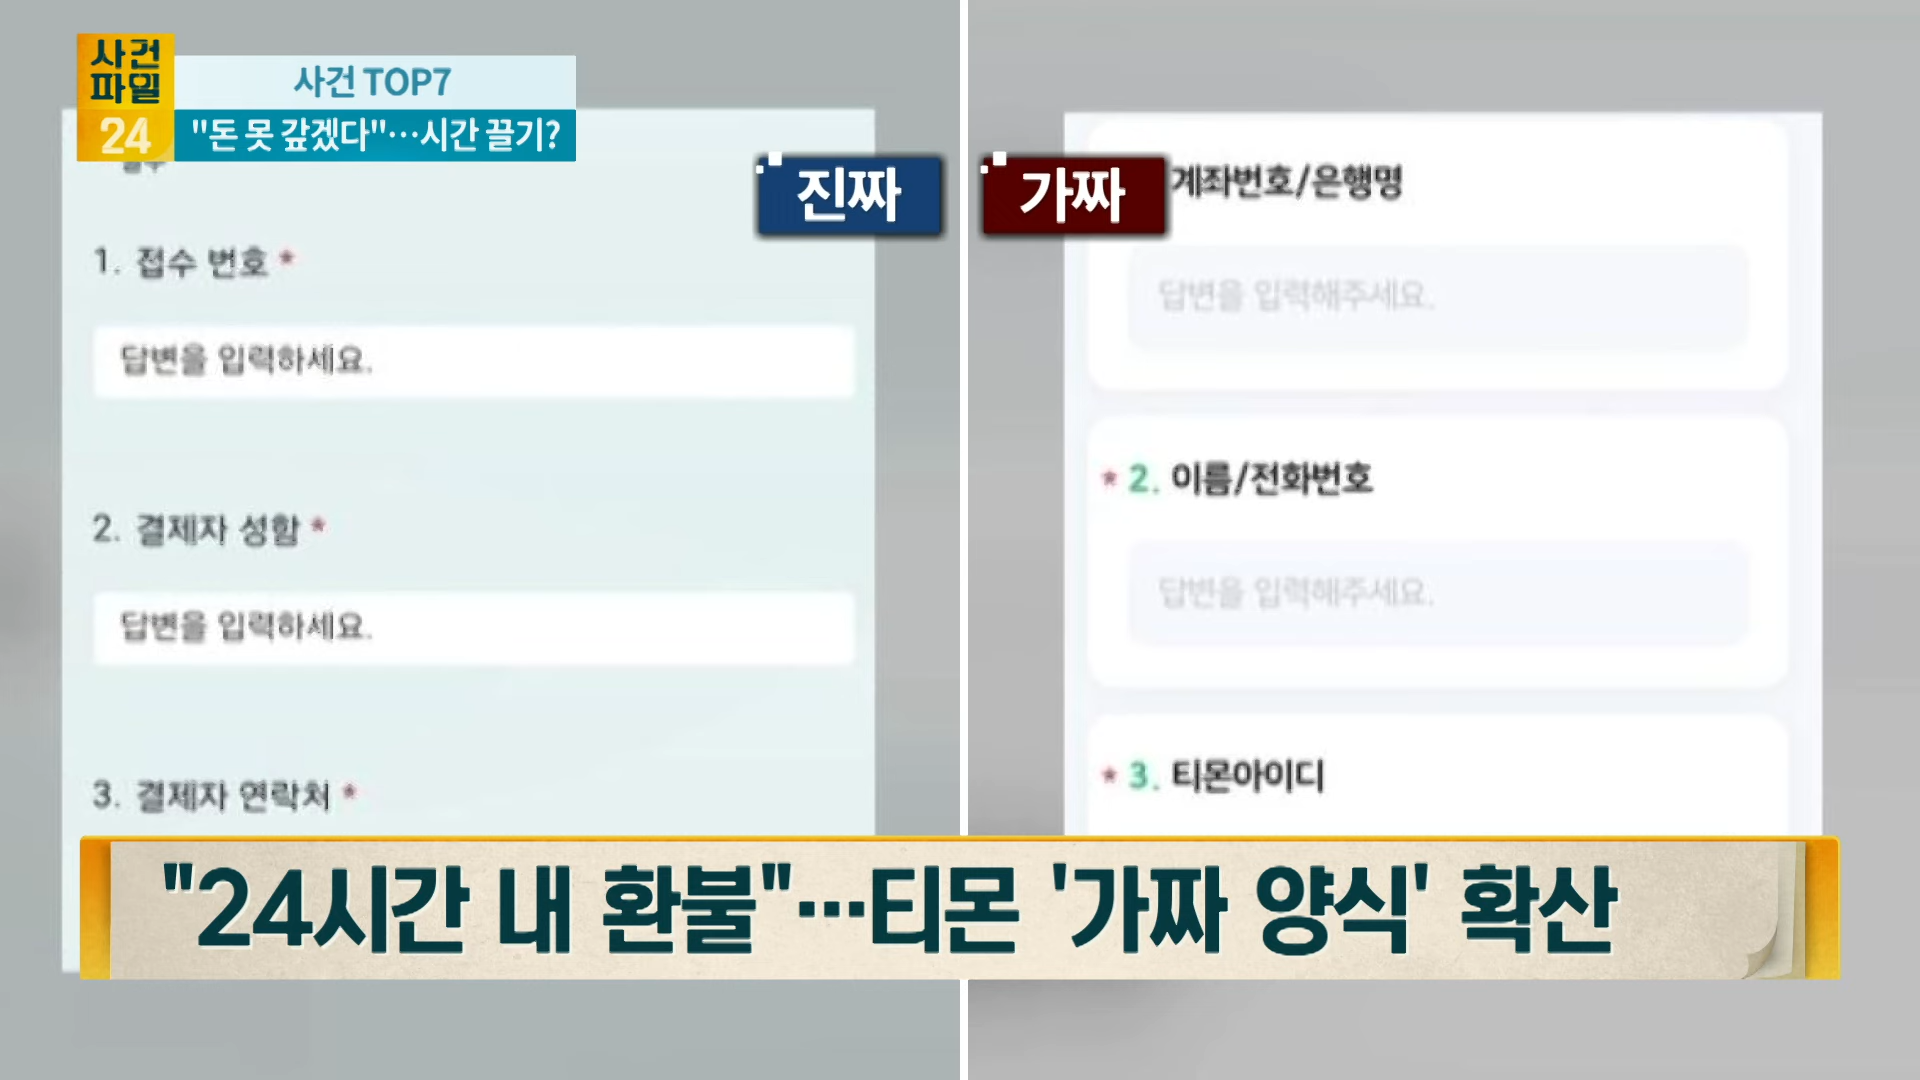 사건
파일
24
사건 TOP7
"돈 못 갚겠다"…시간 끌기?
진짜
1. 접수 번호 *
답변을 입력하세요.
2. 결제자 성함 *
답변을 입력하세요.
3. 결제자 연락처 *
가짜
계좌번호/은행명
답변을 입력해주세요.
* 2. 이름/전화번호
답변을 입력해주세요.
* 3. 티몬아이디
"24시간 내 환불"…티몬 '가짜 양식' 확산